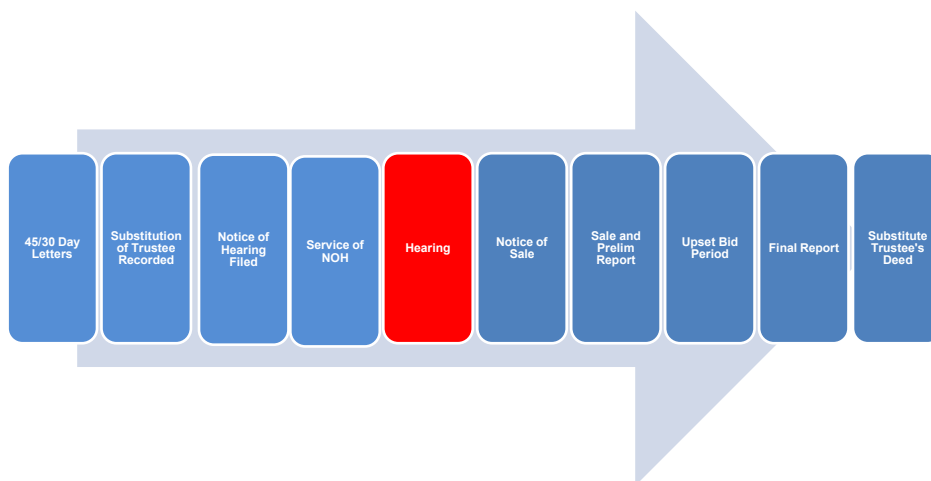 45/30 Day
Letters
Substitution
of Trustee
Recorded
Notice of
Hearing
Filed
Service of
NOH
Hearing
Notice of
Sale
Sale and
Prelim
Report
Upset Bid
Period
Final Report
Substitute
Trustee's
Deed